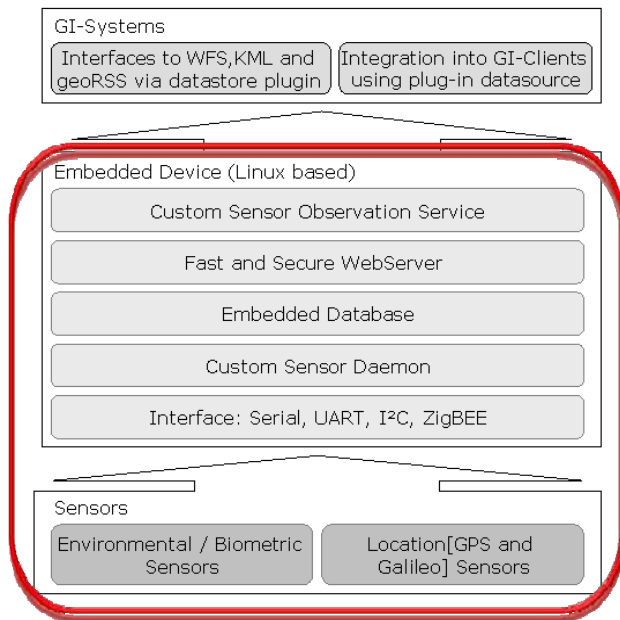 GI-Systems
Interfaces to WFS,KML and
geoRSS via datastore plugin
Integration into GI-Clients
using plug-in datasource
Embedded Device (Linux based)
Custom Sensor Observation Service
Fast and Secure WebServer
Embedded Database
Custom Sensor Daemon
Interface: Serial, UART, I²C, ZigBEE
Sensors
Environmental / Biometric
Sensors
Location[GPS and
Galileo] Sensors